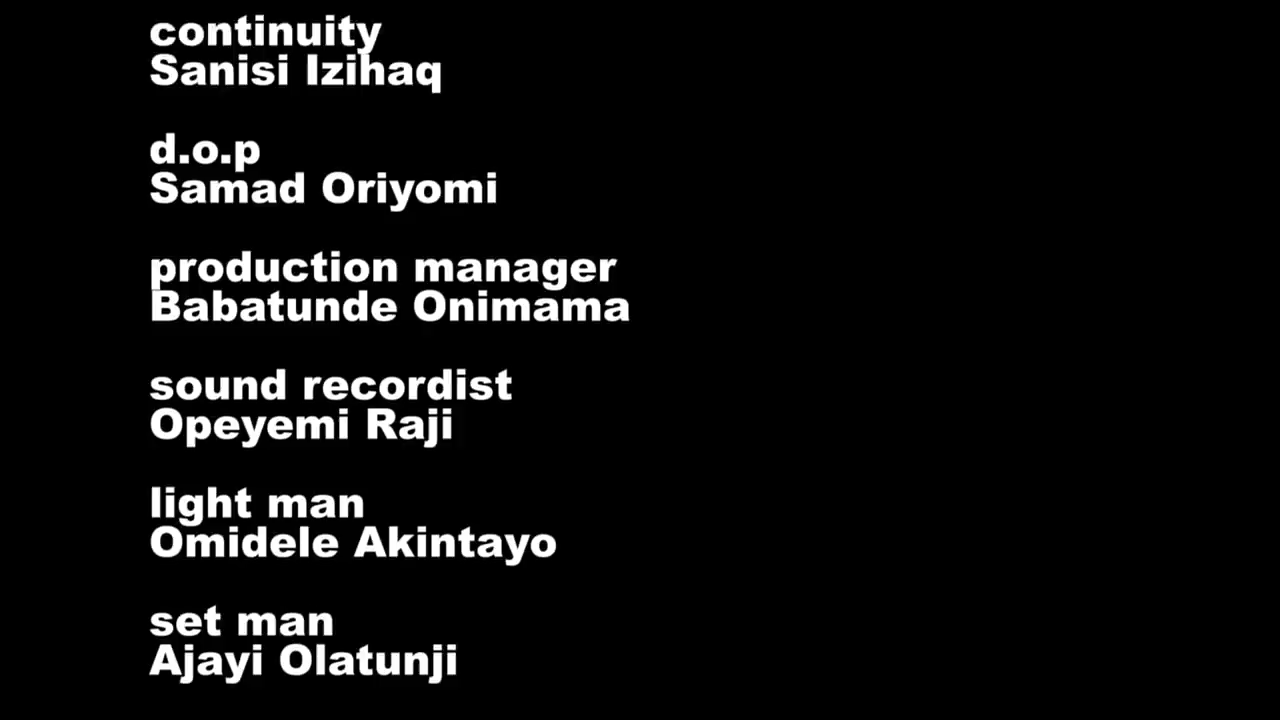 continuity
Sanisi Izihaq
d.o.p
Samad Oriyomi
production manager
Babatunde Onimama
sound recordist
Opeyemi Raji
light man
Omidele Akintayo
set man
Ajayi Olatunji